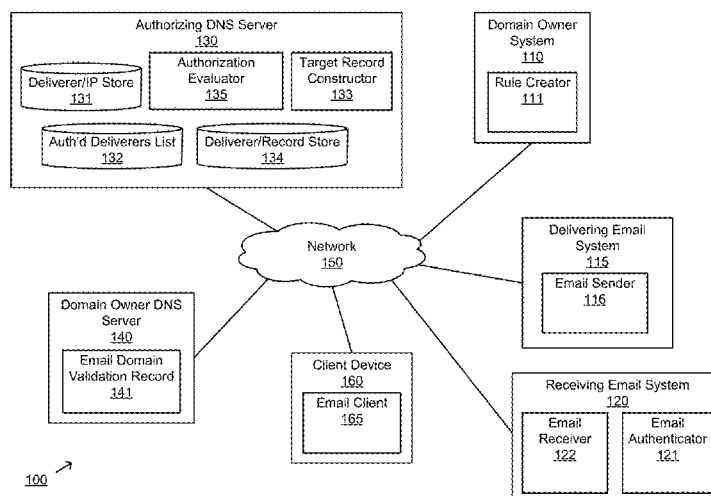 Authorizing DNS Server
130
Deliverer/IP Store
131
Authorization
Evaluator
135
Target Record
Constructor
133
Auth'd Deliverers List
132
Deliverer/Record Store
134
Domain Owner
System
110
Rule Creator
111
Network
150
Delivering Email
System
115
Email Sender
116
Domain Owner DNS
Server
140
Email Domain
Validation Record
141
Client Device
160
Email Client
165
Receiving Email System
120
Email
Receiver
122
Email
Authenticator
121
100